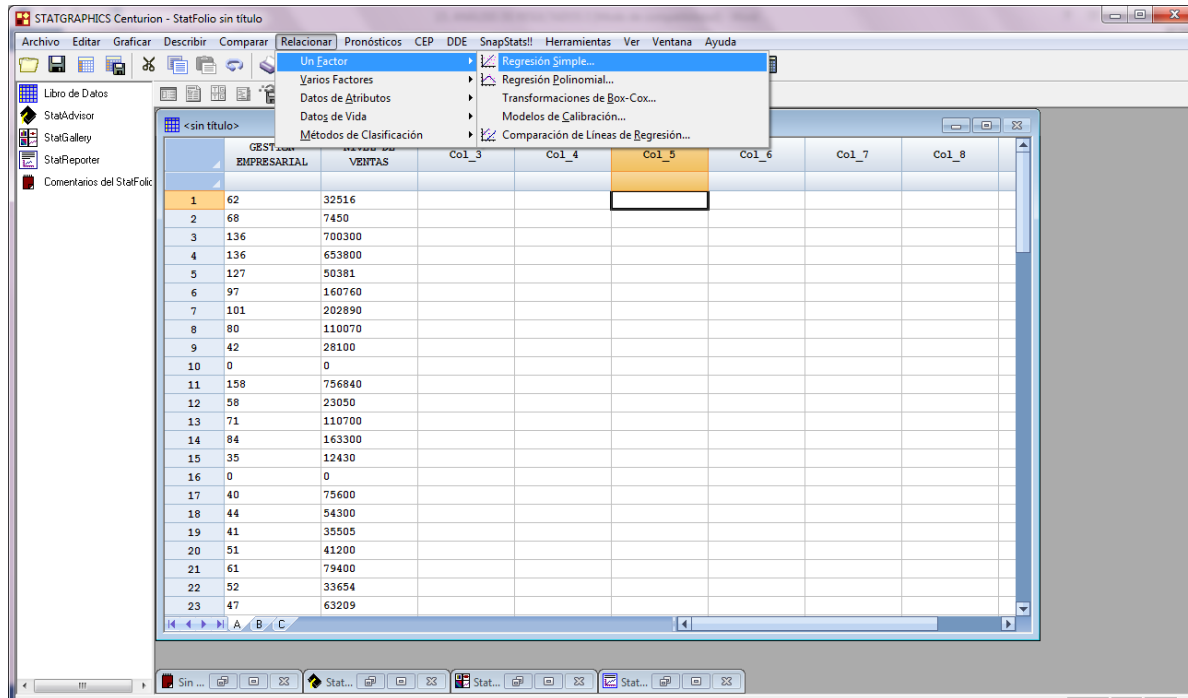 STATGRAPHICS Centurion - StatFolio sin título
Archivo Editar Graficar Describir Comparar Relacionar Pronósticos CEP DDE SnapStats!! Herramientas Ver Ventana Ayuda
Un Factor
Varios Factores
Datos de Atributos
Datos de Vida
Métodos de Clasificación
Regresión Simple...
Regresión Polinomial...
Transformaciones de Box-Cox...
Modelos de Calibración...
Comparación de Líneas de Regresión...
Libro de Datos
StatAdvisor
StatGallery
StatReporter
Comentarios del StatFolio
<sin título>
GESTION EMPRESARIAL NIVEL DE VENTAS Col_3 Col_4 Col_5 Col_6 Col_7 Col_8
1 62 32516
2 68 7450
3 136 700300
4 136 653800
5 127 50381
6 97 160760
7 101 202890
8 80 110070
9 42 28100
10 0 0
11 158 756840
12 58 23050
13 71 110700
14 84 163300
15 35 12430
16 0 0
17 40 75600
18 44 54300
19 41 35505
20 51 41200
21 61 79400
22 52 33654
23 47 63209
A B C
Sin ... Stat... Stat... Stat...